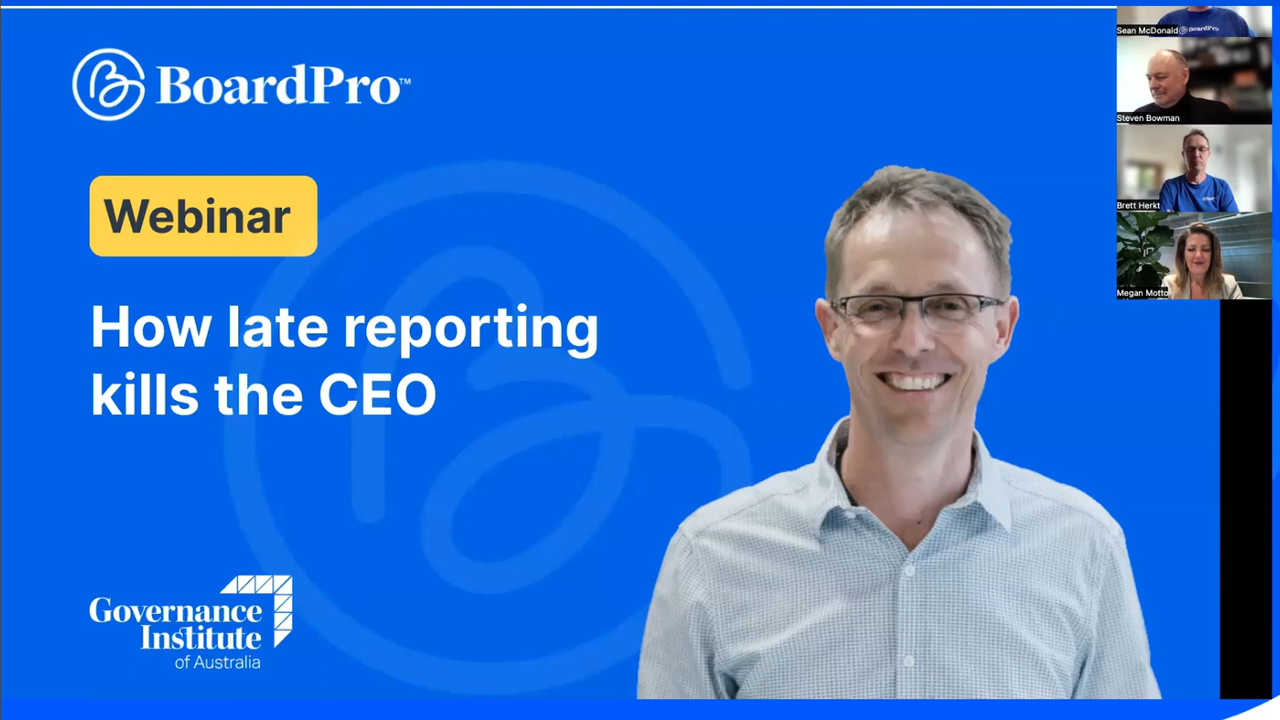 BoardPro™
Webinar
How late reporting
kills the CEO
Governance
Institute
of Australia
Sean McDonald
BoardPro
Steven Bowman
Brett Herkt
Megan Motto